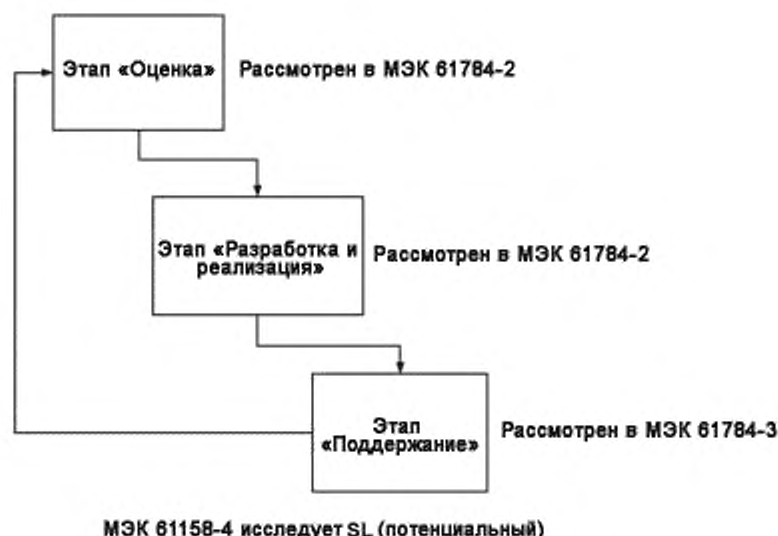 Этап «Оценка»
Рассмотрен в МЭК 61784-2
Этап «Разработка и
реализация»
Рассмотрен в МЭК 61784-2
Этап
«Поддержание»
Рассмотрен в МЭК 61784-3
МЭК 61158-4 исследует SL (потенциальный)